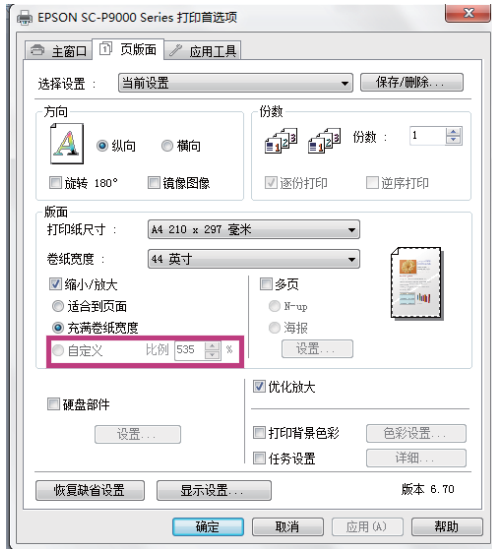 EPSON SC-P9000 Series 打印首选项
主窗口 页版面 应用工具
选择设置 : 当前设置 保存/删除...
方向
纵向 横向
旋转 180° 镜像图像
份数
份数 : 1
逐份打印 逆序打印
版面
打印纸尺寸 : A4 210 x 297 毫米
卷纸宽度 : 44 英寸
缩小/放大
适合到页面
充满卷纸宽度
自定义 比例 535 %
多页
N-up
海报
设置...
优化放大
硬盘部件
设置...
打印背景色彩 色彩设置...
任务设置 详细...
恢复缺省设置 显示设置... 版本 6.70
确定 取消 应用(A) 帮助